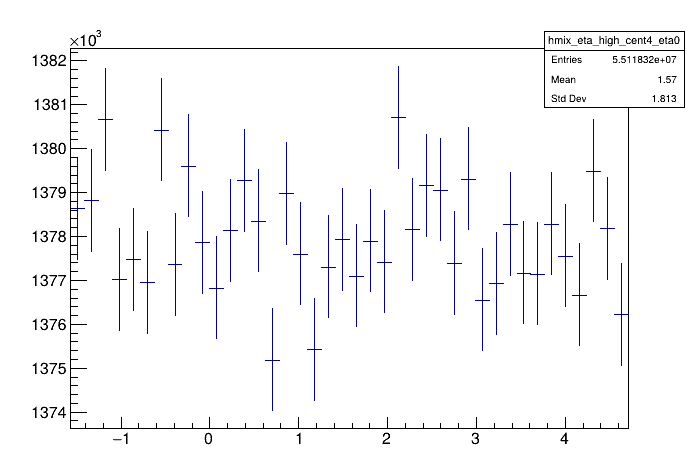 ×10³
hmix_eta_high_cent4_eta0
Entries 5.511832e+07
Mean 1.57
Std Dev 1.813
1382
1381
1380
1379
1378
1377
1376
1375
1374
−1 0 1 2 3 4